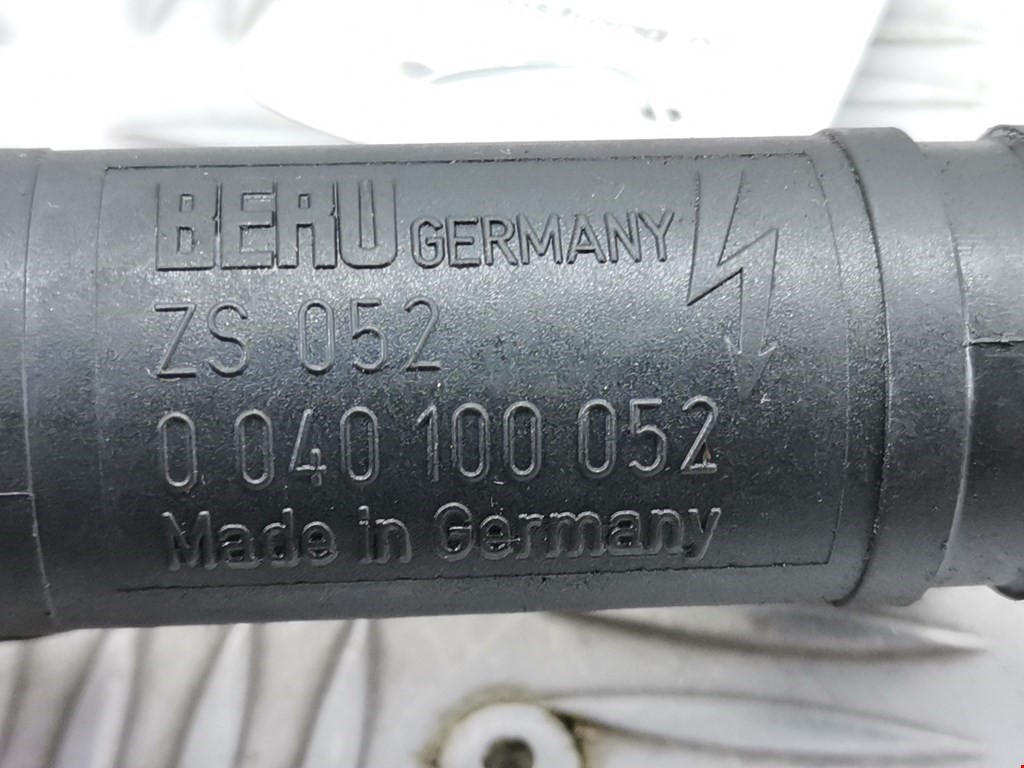 BERU GERMANY
ZS 052
0 040 100 052
Made in Germany